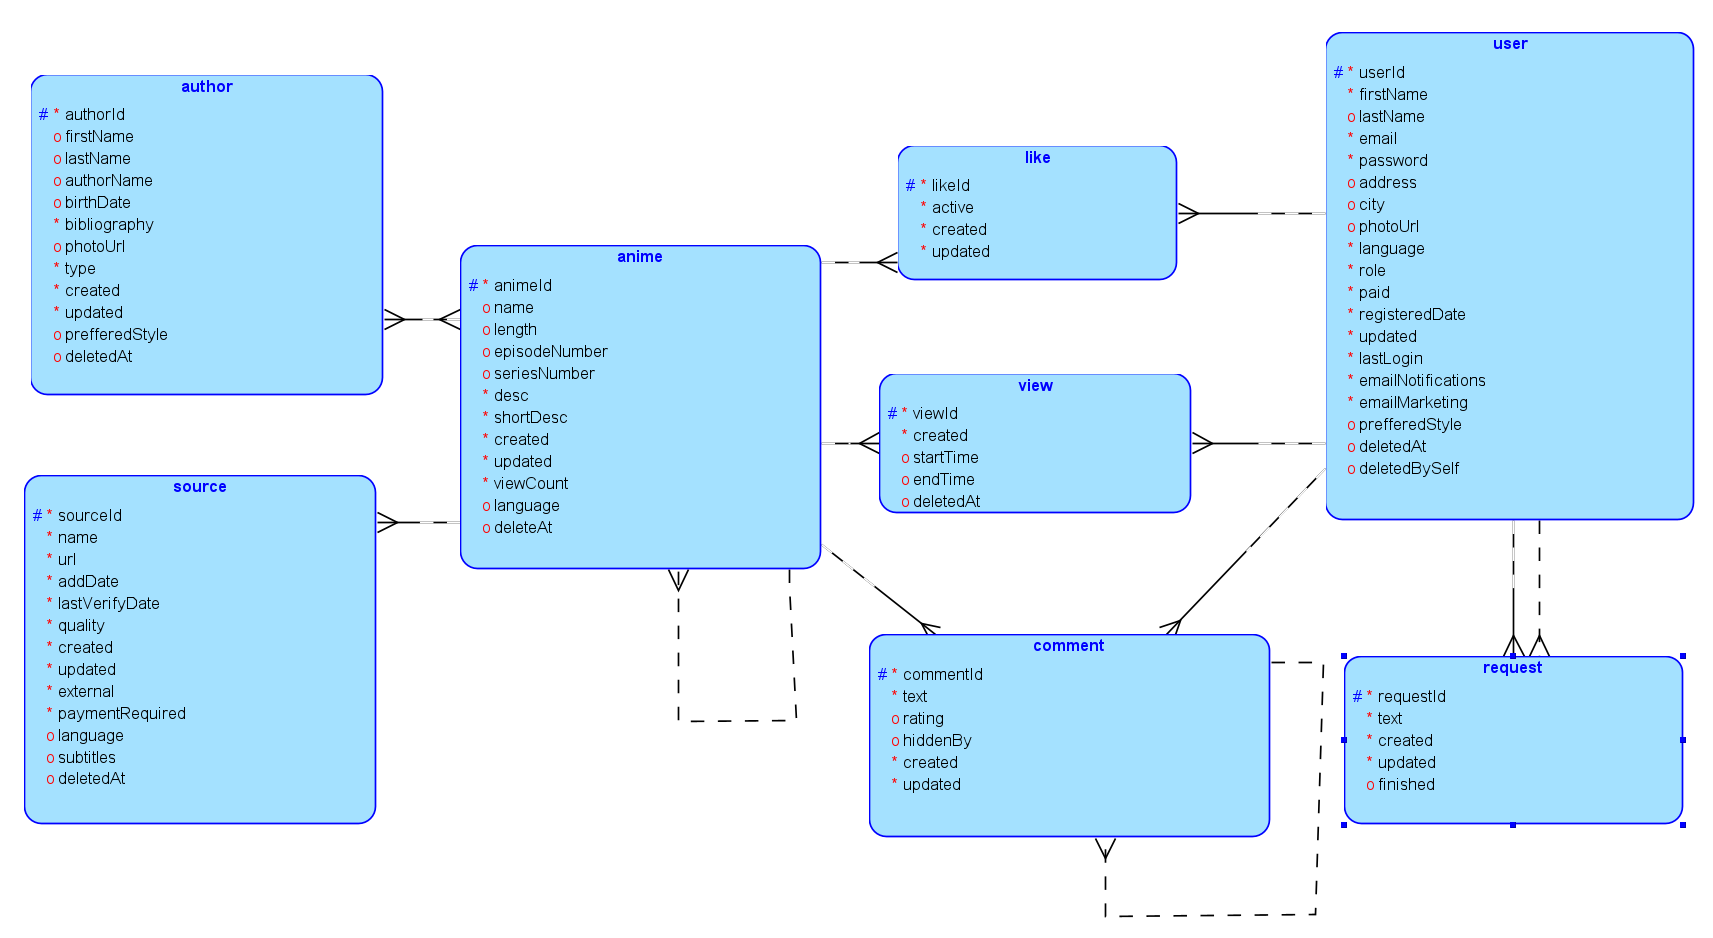 author
# * authorId
o firstName
o lastName
o authorName
o birthDate
* bibliography
o photoUrl
* type
* created
* updated
o prefferedStyle
o deletedAt
source
# * sourceId
* name
* url
* addDate
* lastVerifyDate
* quality
* created
* updated
* external
* paymentRequired
o language
o subtitles
o deletedAt
anime
# * animeId
o name
o length
o episodeNumber
o seriesNumber
* desc
* shortDesc
* created
* updated
* viewCount
o language
o deleteAt
like
# * likeId
* active
* created
* updated
view
# * viewId
* created
o startTime
o endTime
o deletedAt
comment
# * commentId
* text
o rating
o hiddenBy
* created
* updated
user
# * userId
* firstName
o lastName
* email
* password
o address
o city
o photoUrl
* language
* role
* paid
* registeredDate
* updated
* lastLogin
* emailNotifications
* emailMarketing
o prefferedStyle
o deletedAt
o deletedBySelf
request
# * requestId
* text
* created
* updated
o finished